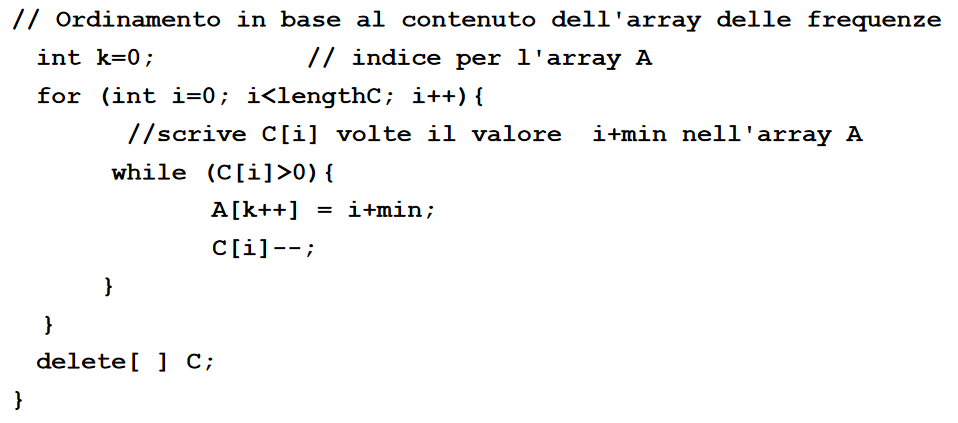 // Ordinamento in base al contenuto dell'array delle frequenze
int k=0; // indice per l'array A
for (int i=0; i<lengthC; i++){
//scrive C[i] volte il valore i+min nell'array A
while (C[i]>0){
A[k++] = i+min;
C[i]--;
}
}
delete[ ] C;
}